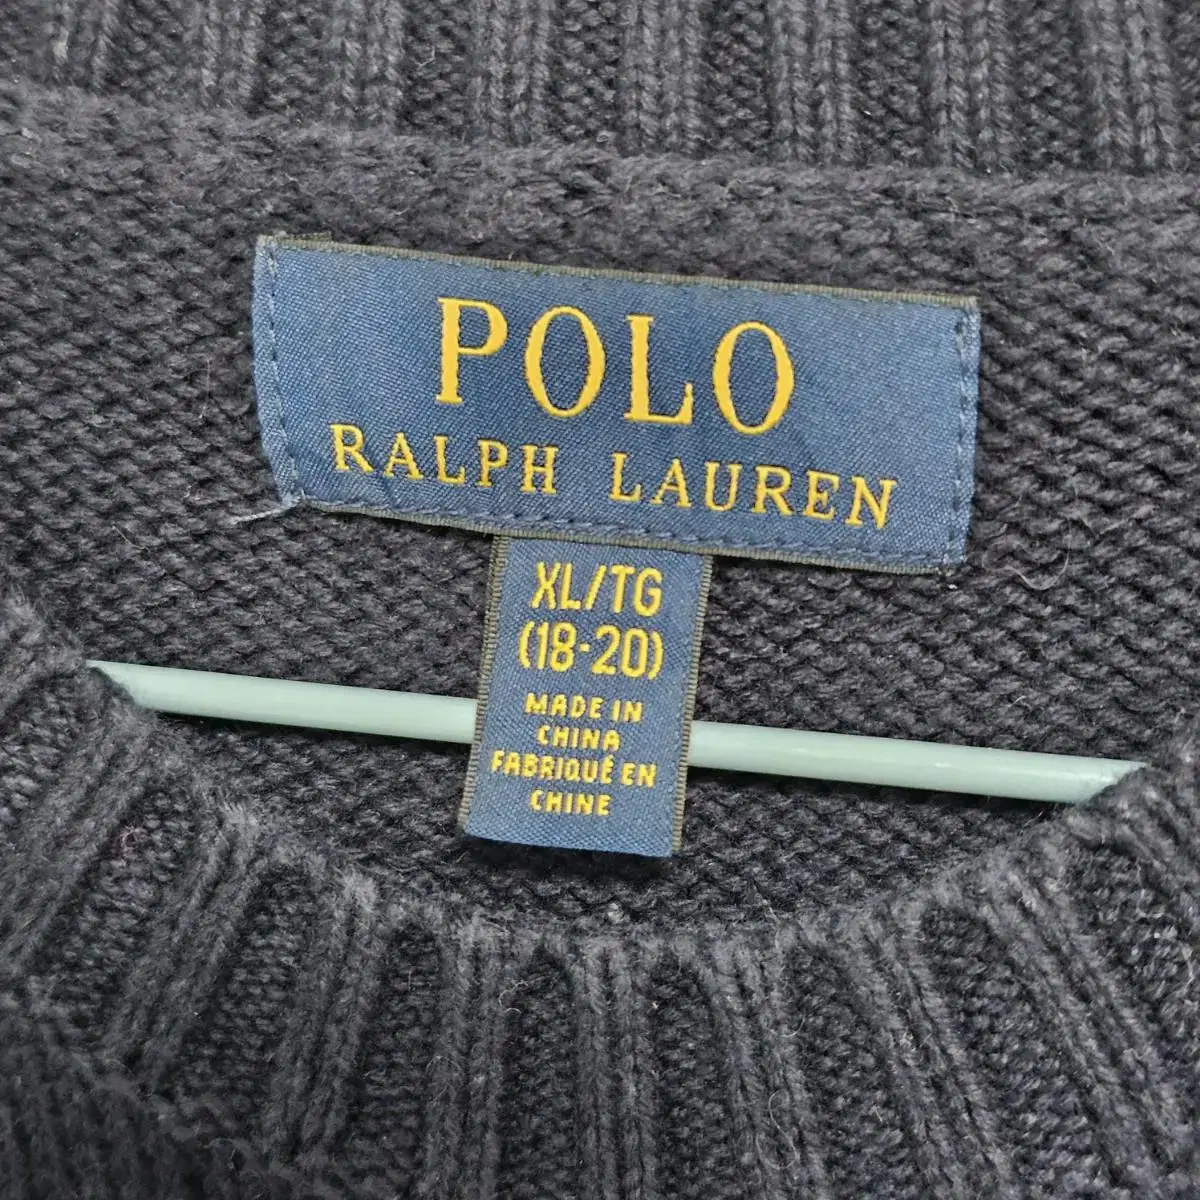 POLO
RALPH LAUREN
XL/TG
(18-20)
MADE IN
CHINA
FABRIQUÉ EN
CHINE